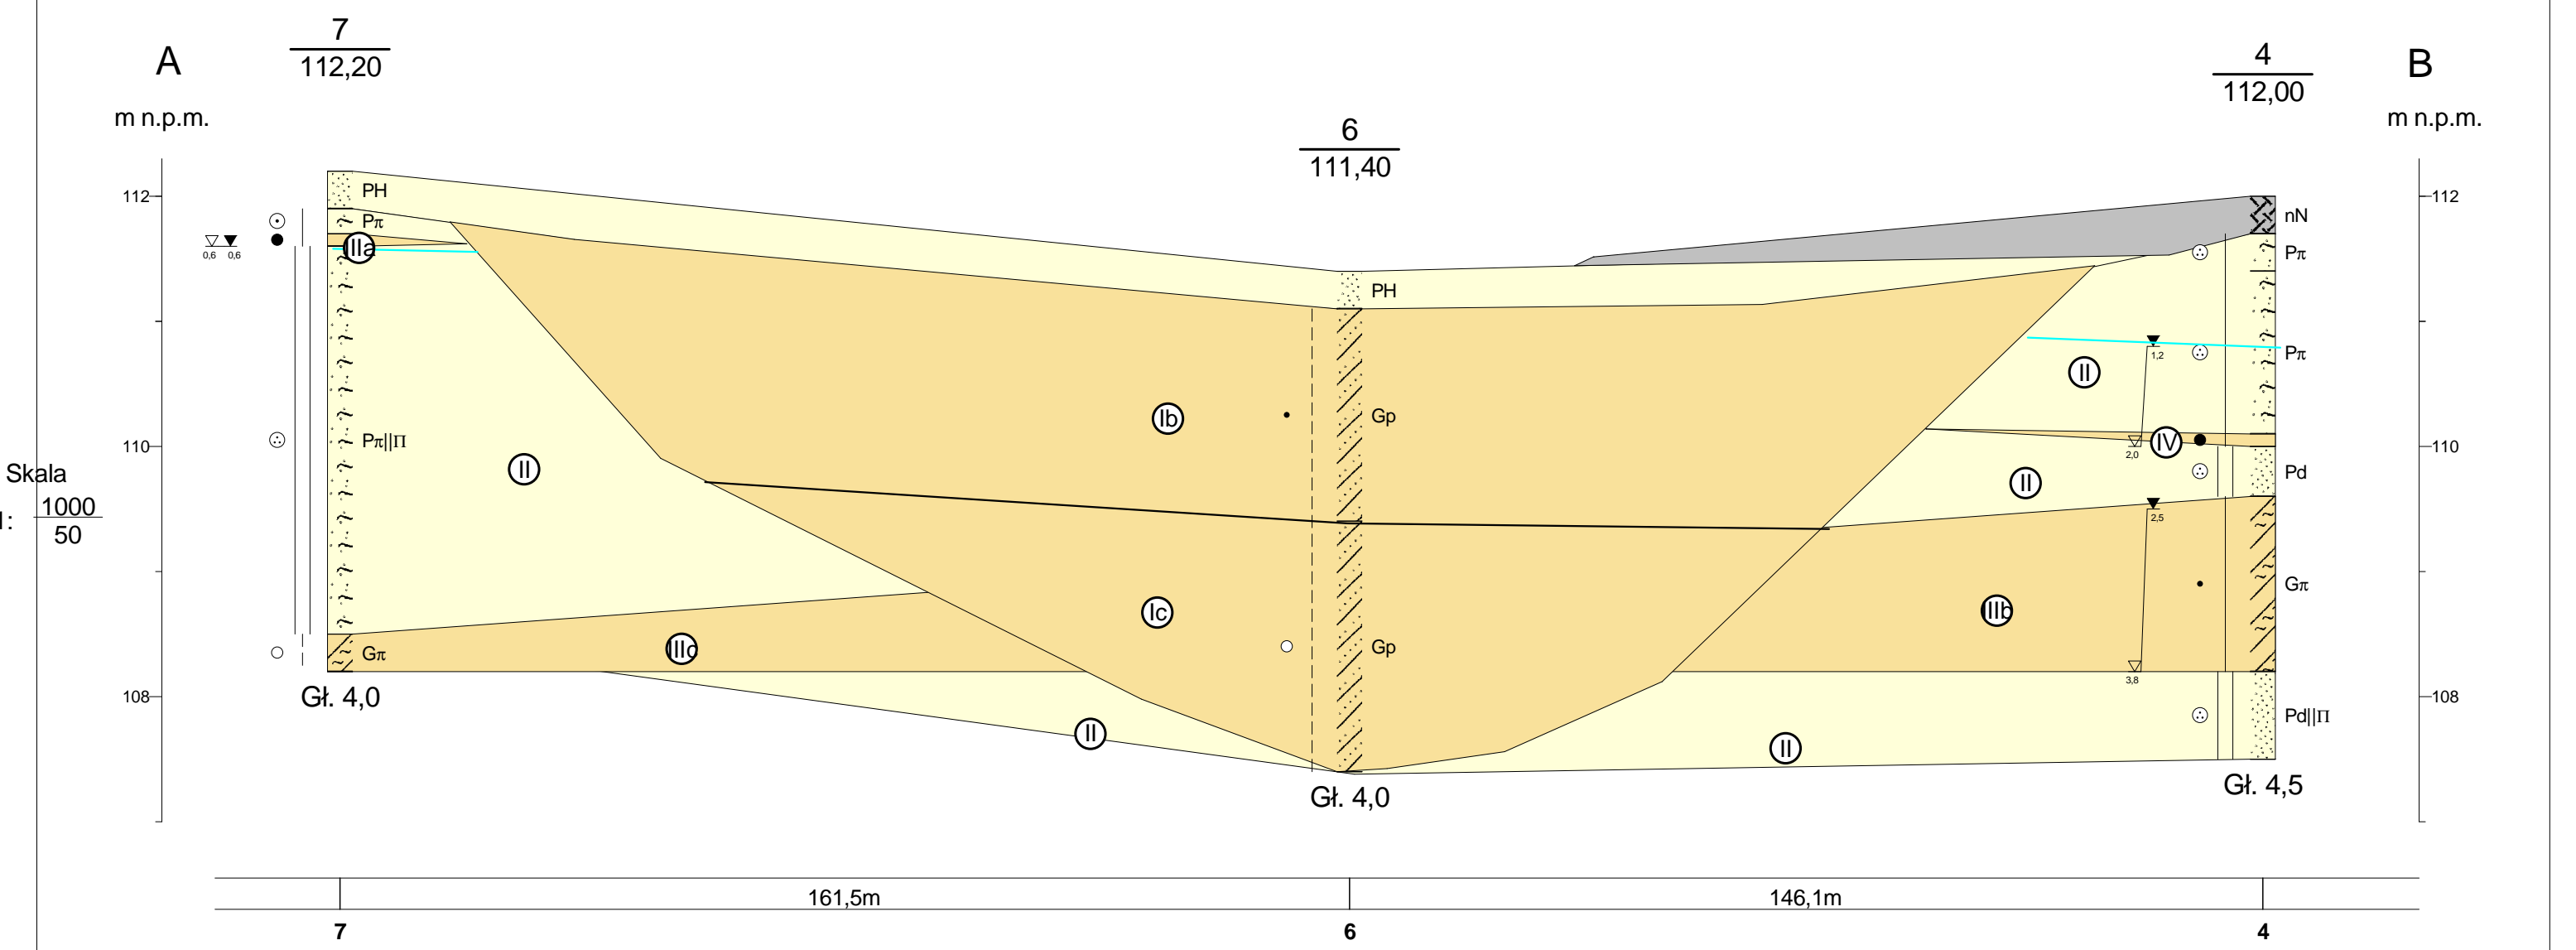 7
112,20
A
B
4
112,00
m n.p.m.
m n.p.m.
6
111,40
112
PH
112
nN
Pπ
Pπ
IIIa
0,6 0,6
PH
Pπ
1,2
II
Ib
Gp
110
Pπ||Π
IV
110
2,0
II
II
Pd
Skala
1000
50
2,5
Ic
IIIb
Gπ
Gp
IIIc
Gπ
3,8
Gł. 4,0
108
108
II
II
Pd||Π
Gł. 4,0
Gł. 4,5
161,5m
146,1m
7
6
4